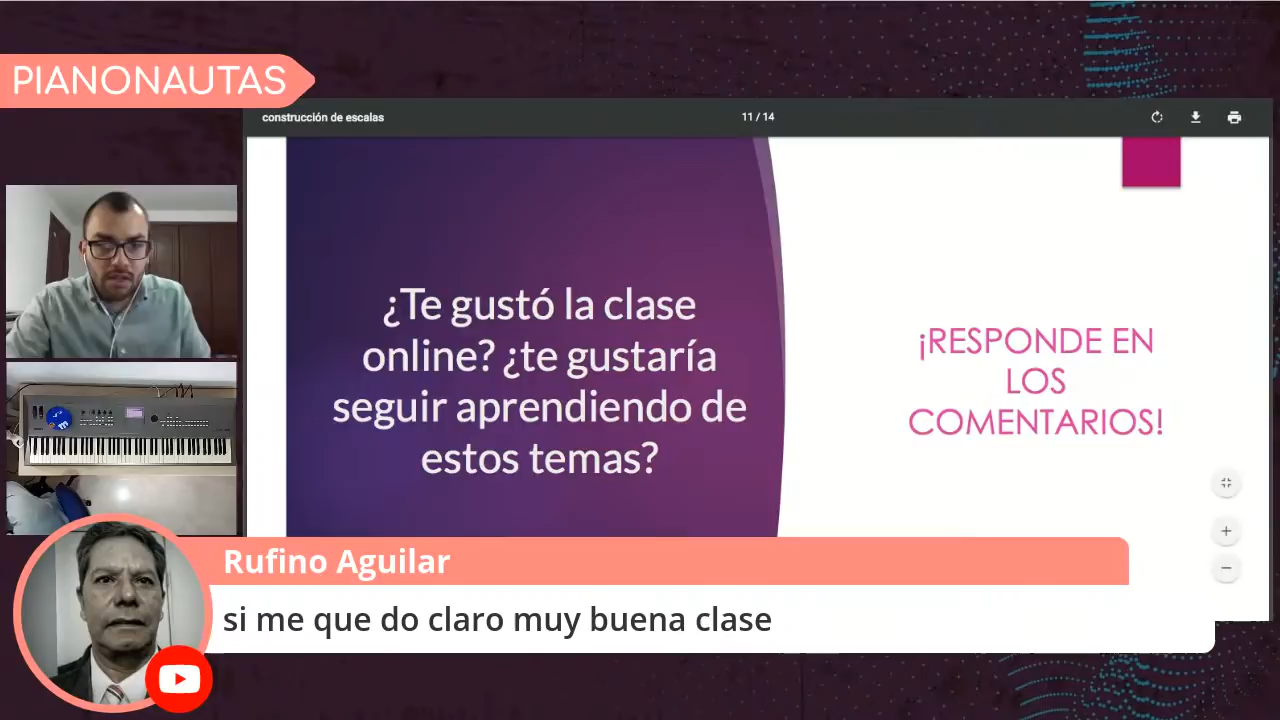 PIANONAUTAS
construcción de escalas
11 / 14
¿Te gustó la clase
online? ¿te gustaría
seguir aprendiendo de
estos temas?
¡RESPONDE EN
LOS
COMENTARIOS!
Rufino Aguilar
si me que do claro muy buena clase